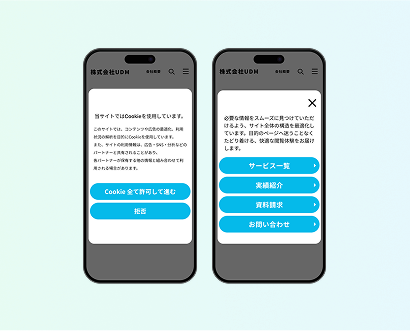 株式会社UDM 会社概要
当サイトではCookieを使用しています。
このサイトでは、コンテンツや広告の最適化、利用
状況の解析を目的にCookieを使用しています。
また、サイトの利用情報は、広告・SNS・分析などの
パートナーと共有されることがあり、
各パートナーが保有する他の情報と組み合わせて利
用される場合があります。
Cookie 全て許可して進む
拒否
株式会社UDM 会社概要
必要な情報をスムーズに見つけていただ
けるよう、サイト全体の構造を最適化し
ています。目的のページへ迷うことなく
たどり着ける、快適な閲覧体験をお届け
します。
サービス一覧
実績紹介
資料請求
お問い合わせ